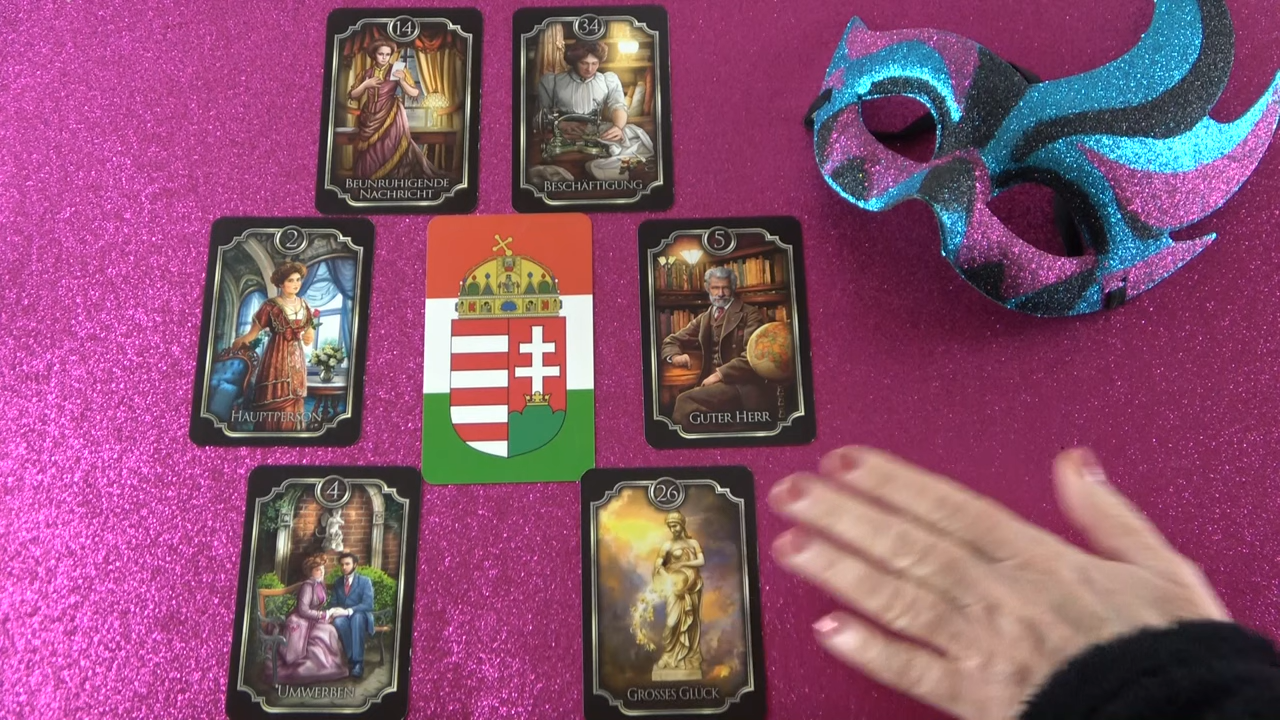 14
BEUNRUHIGENDE
NACHRICHT
34
BESCHÄFTIGUNG
2
HAUPTPERSON
5
GUTER HERR
4
UMWERBEN
26
GROSSES GLÜCK